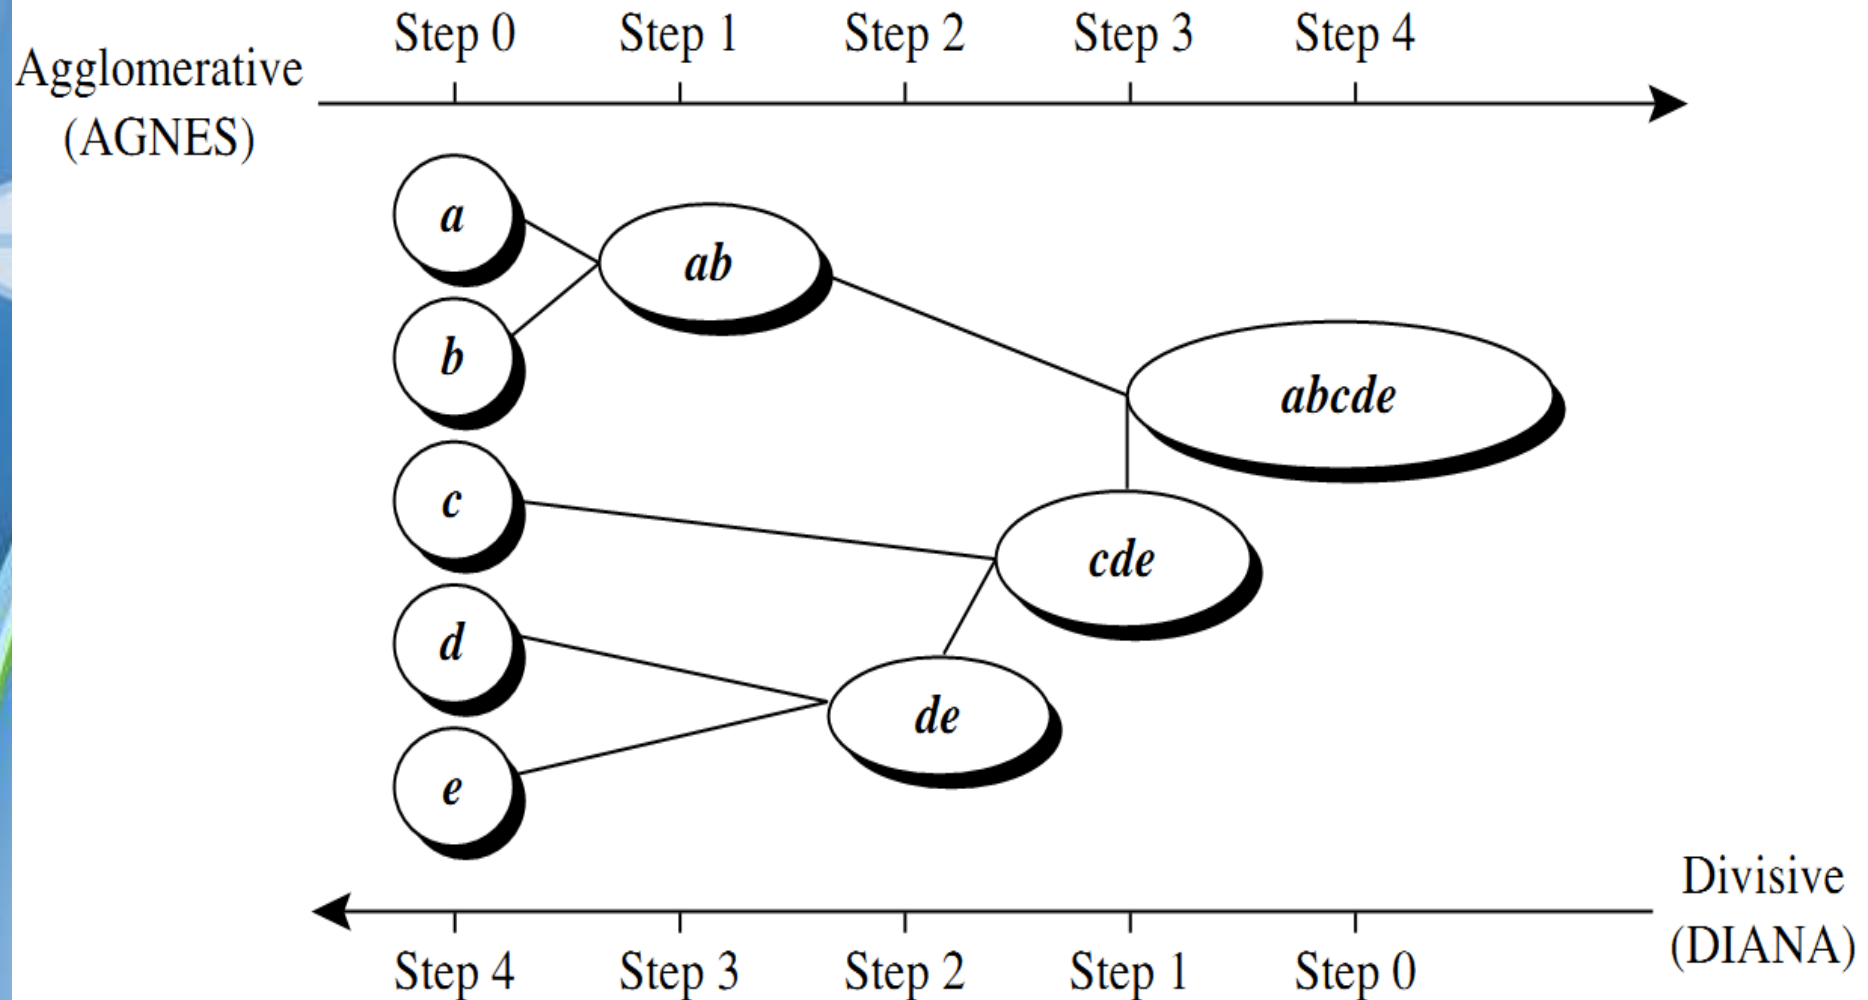 Step 0 Step 1 Step 2 Step 3 Step 4
Agglomerative
(AGNES)
a
ab
b
abcde
c
cde
d
de
e
Divisive
(DIANA)
Step 4 Step 3 Step 2 Step 1 Step 0